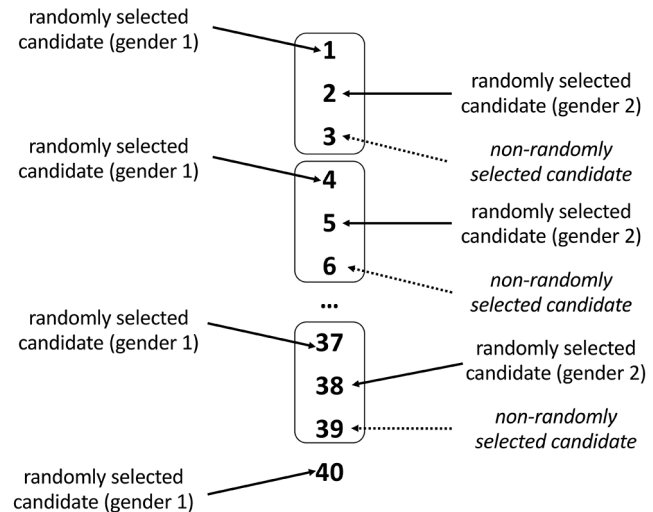 randomly selected
candidate (gender 1)
1
2
randomly selected
candidate (gender 2)
3
non-randomly
selected candidate
randomly selected
candidate (gender 1)
4
5
randomly selected
candidate (gender 2)
6
non-randomly
selected candidate
...
randomly selected
candidate (gender 1)
37
38
randomly selected
candidate (gender 2)
39
non-randomly
selected candidate
randomly selected
candidate (gender 1)
40